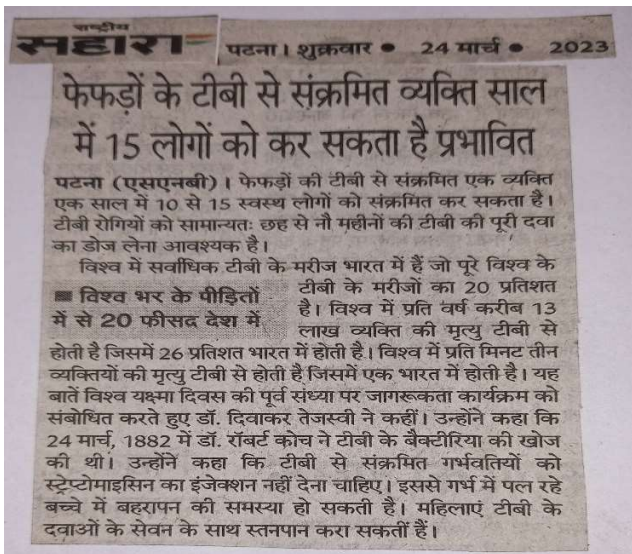 राष्ट्रीय
सहारा
पटना। शुक्रवार • 24 मार्च • 2023
फेफड़ों के टीबी से संक्रमित व्यक्ति साल
में 15 लोगों को कर सकता है प्रभावित
पटना (एसएनबी)। फेफड़ों की टीबी से संक्रमित एक व्यक्ति
एक साल में 10 से 15 स्वस्थ लोगों को संक्रमित कर सकता है।
टीबी रोगियों को सामान्यतः छह से नौ महीनों की टीबी की पूरी दवा
का डोज लेना आवश्यक है।
विश्व में सर्वाधिक टीबी के मरीज भारत में हैं जो पूरे विश्व के
■ विश्व भर के पीड़ितों
में से 20 फीसद देश में
टीबी के मरीजों का 20 प्रतिशत
है। विश्व में प्रति वर्ष करीब 13
लाख व्यक्ति की मृत्यु टीबी से
होती है जिसमें 26 प्रतिशत भारत में होती है। विश्व में प्रति मिनट तीन
व्यक्तियों की मृत्यु टीबी से होती है जिसमें एक भारत में होती है। यह
बातें विश्व यक्ष्मा दिवस की पूर्व संध्या पर जागरूकता कार्यक्रम को
संबोधित करते हुए डॉ. दिवाकर तेजस्वी ने कहीं। उन्होंने कहा कि
24 मार्च, 1882 में डॉ. रॉबर्ट कोच ने टीबी के बैक्टीरिया की खोज
की थी। उन्होंने कहा कि टीबी से संक्रमित गर्भवतियों को
स्ट्रेप्टोमाइसिन का इंजेक्शन नहीं देना चाहिए। इससे गर्भ में पल रहे
बच्चे में बहरापन की समस्या हो सकती है। महिलाएं टीबी के
दवाओं के सेवन के साथ स्तनपान करा सकतीं हैं।